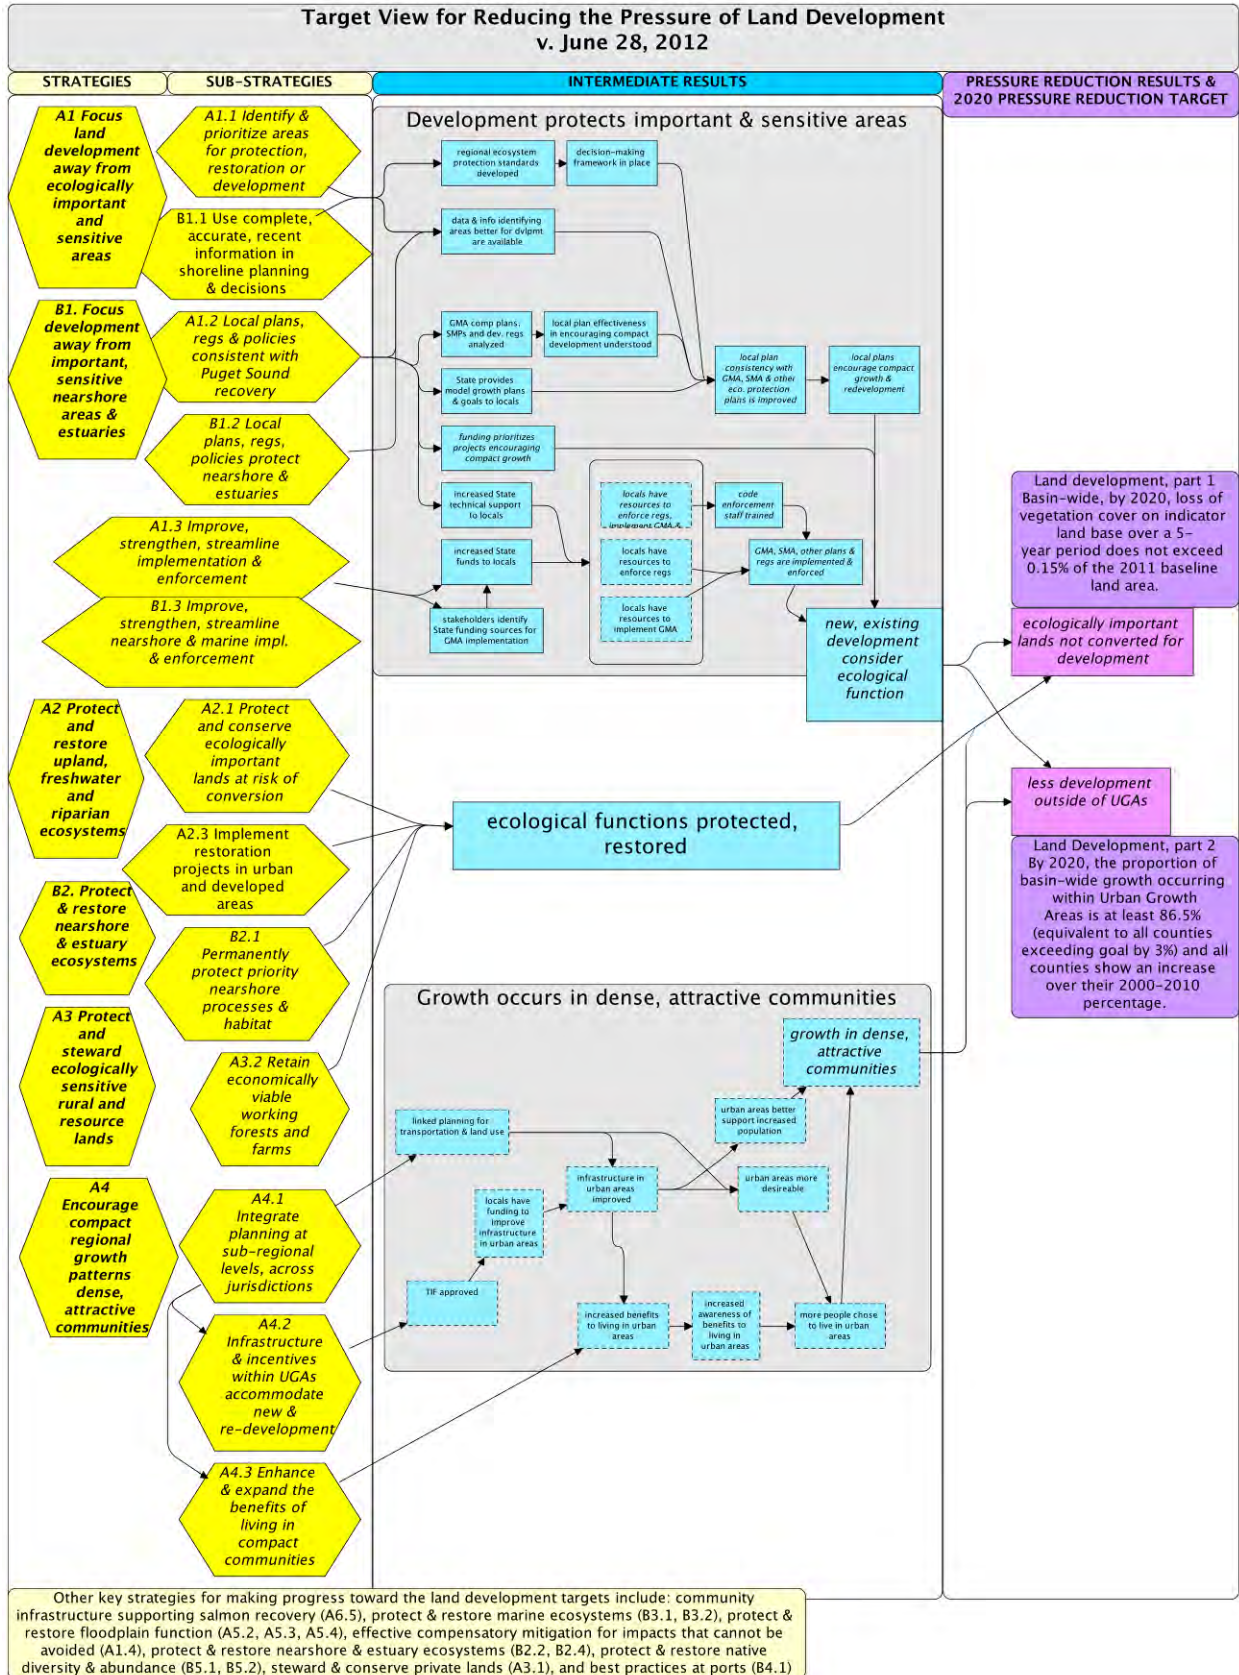 Target View for Reducing the Pressure of Land Development
v. June 28, 2012
STRATEGIES
SUB-STRATEGIES
INTERMEDIATE RESULTS
PRESSURE REDUCTION RESULTS &
2020 PRESSURE REDUCTION TARGET
A1 Focus
land
development
away from
ecologically
important
and
sensitive
areas
B1. Focus
development
away from
important,
sensitive
nearshore
areas &
estuaries
A2 Protect
and
restore
upland,
freshwater
and
riparian
ecosystems
B2. Protect
& restore
nearshore
& estuary
ecosystems
A3 Protect
and
steward
ecologically
sensitive
rural and
resource
lands
A4
Encourage
compact
regional
growth
patterns
dense,
attractive
communities
A1.1 Identify &
prioritize areas
for protection,
restoration or
development
B1.1 Use complete,
accurate, recent
information in
shoreline planning
& decisions
A1.2 Local plans,
regs & policies
consistent with
Puget Sound
recovery
B1.2 Local
plans, regs,
policies protect
nearshore &
estuaries
A1.3 Improve,
strengthen, streamline
implementation &
enforcement
B1.3 Improve,
strengthen, streamline
nearshore & marine impl.
& enforcement
A2.1 Protect
and conserve
ecologically
important
lands at risk of
conversion
A2.3 Implement
restoration
projects in urban
and developed
areas
B2.1
Permanently
protect priority
nearshore
processes &
habitat
A3.2 Retain
economically
viable
working
forests and
farms
A4.1
Integrate
planning at
sub-regional
levels, across
jurisdictions
A4.2
Infrastructure
& incentives
within UGAs
accommodate
new &
re-development
A4.3 Enhance
& expand the
benefits of
living in
compact
communities
Development protects important & sensitive areas
regional ecosystem
protection standards
developed
decision-making
framework in place
data & info identifying
areas better for dvlpmt
are available
GMA comp plans,
SMPs and dev. regs
analyzed
local plan effectiveness
in encouraging compact
development understood
State provides
model growth plans
& goals to locals
local plan
consistency with
GMA, SMA & other
eco. protection
plans is improved
local plans
encourage compact
growth &
redevelopment
funding prioritizes
projects encouraging
compact growth
increased State
technical support
to locals
increased State
funds to locals
stakeholders identify
State funding sources for
GMA implementation
locals have
resources to
enforce regs,
implement GMA &
locals have
resources to
enforce regs
locals have
resources to
implement GMA
code
enforcement
staff trained
GMA, SMA, other plans &
regs are implemented &
enforced
new, existing
development
consider
ecological
function
ecological functions protected,
restored
Growth occurs in dense, attractive communities
growth in dense,
attractive
communities
linked planning for
transportation & land use
urban areas better
support increased
population
infrastructure in
urban areas
improved
urban areas more
desireable
locals have
funding to
improve
infrastructure
in urban areas
TIF approved
increased benefits
to living in urban
areas
increased
awareness of
benefits to
living in
urban areas
more people chose
to live in urban
areas
Land development, part 1
Basin-wide, by 2020, loss of
vegetation cover on indicator
land base over a 5-
year period does not exceed
0.15% of the 2011 baseline
land area.
ecologically important
lands not converted for
development
less development
outside of UGAs
Land Development, part 2
By 2020, the proportion of
basin-wide growth occurring
within Urban Growth
Areas is at least 86.5%
(equivalent to all counties
exceeding goal by 3%) and all
counties show an increase
over their 2000-2010
percentage.
Other key strategies for making progress toward the land development targets include: community
infrastructure supporting salmon recovery (A6.5), protect & restore marine ecosystems (B3.1, B3.2), protect &
restore floodplain function (A5.2, A5.3, A5.4), effective compensatory mitigation for impacts that cannot be
avoided (A1.4), protect & restore nearshore & estuary ecosystems (B2.2, B2.4), protect & restore native
diversity & abundance (B5.1, B5.2), steward & conserve private lands (A3.1), and best practices at ports (B4.1)